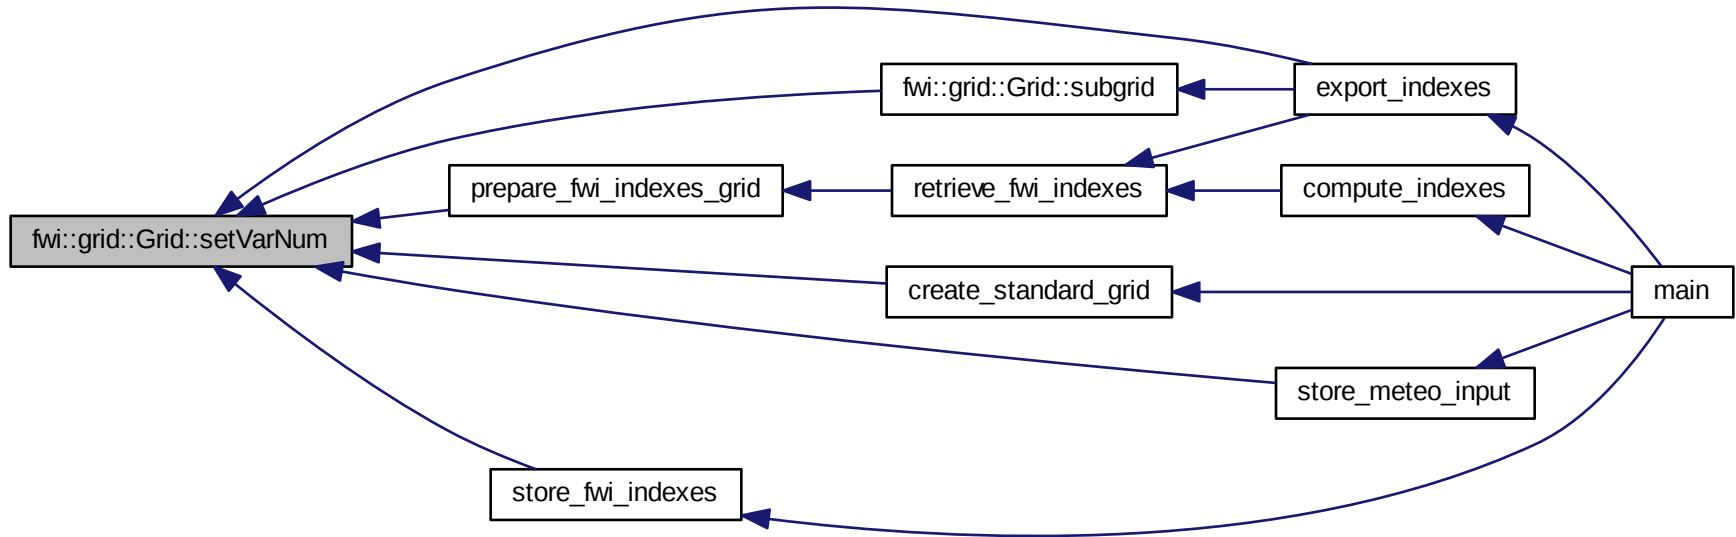 fwi::grid::Grid::setVarNum
fwi::grid::Grid::subgrid
export_indexes
prepare_fwi_indexes_grid
retrieve_fwi_indexes
compute_indexes
create_standard_grid
main
store_meteo_input
store_fwi_indexes